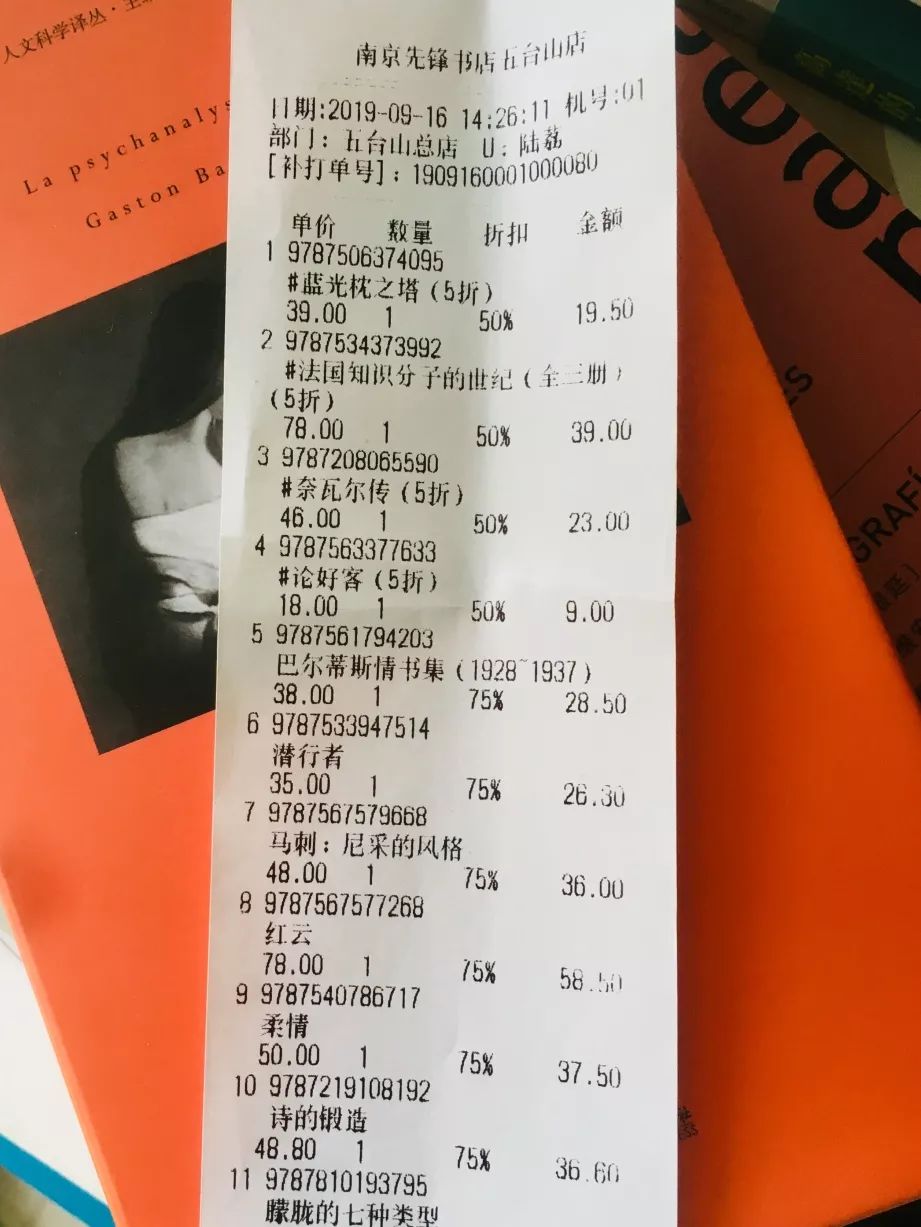 人文科学译丛·主
La psychanalys
Gaston Ba
南京先锋书店五台山店
日期:2019-09-16 14:26:11 机号:01
部门: 五台山总店 U: 陆荔
[补打单号]: 1909160001000080
单价 数量 折扣 金额
1 9787506374095
#蓝光枕之塔(5折)
39.00 1 50% 19.50
2 9787534373992
#法国知识分子的世纪(全三册)
(5折)
78.00 1 50% 39.00
3 9787208065590
#奈瓦尔传(5折)
46.00 1 50% 23.00
4 9787563377633
#论好客(5折)
18.00 1 50% 9.00
5 9787561794203
巴尔蒂斯情书集(1928~1937)
38.00 1 75% 28.50
6 9787533947514
潜行者
35.00 1 75% 26.30
7 9787567579668
马刺: 尼采的风格
48.00 1 75% 36.00
8 9787567577268
红云
78.00 1 75% 58.50
9 9787540786717
柔情
50.00 1 75% 37.50
10 9787219108192
诗的锻造
48.80 1 75% 36.60
11 9787810193795
朦胧的七种类型
GRAFÍ